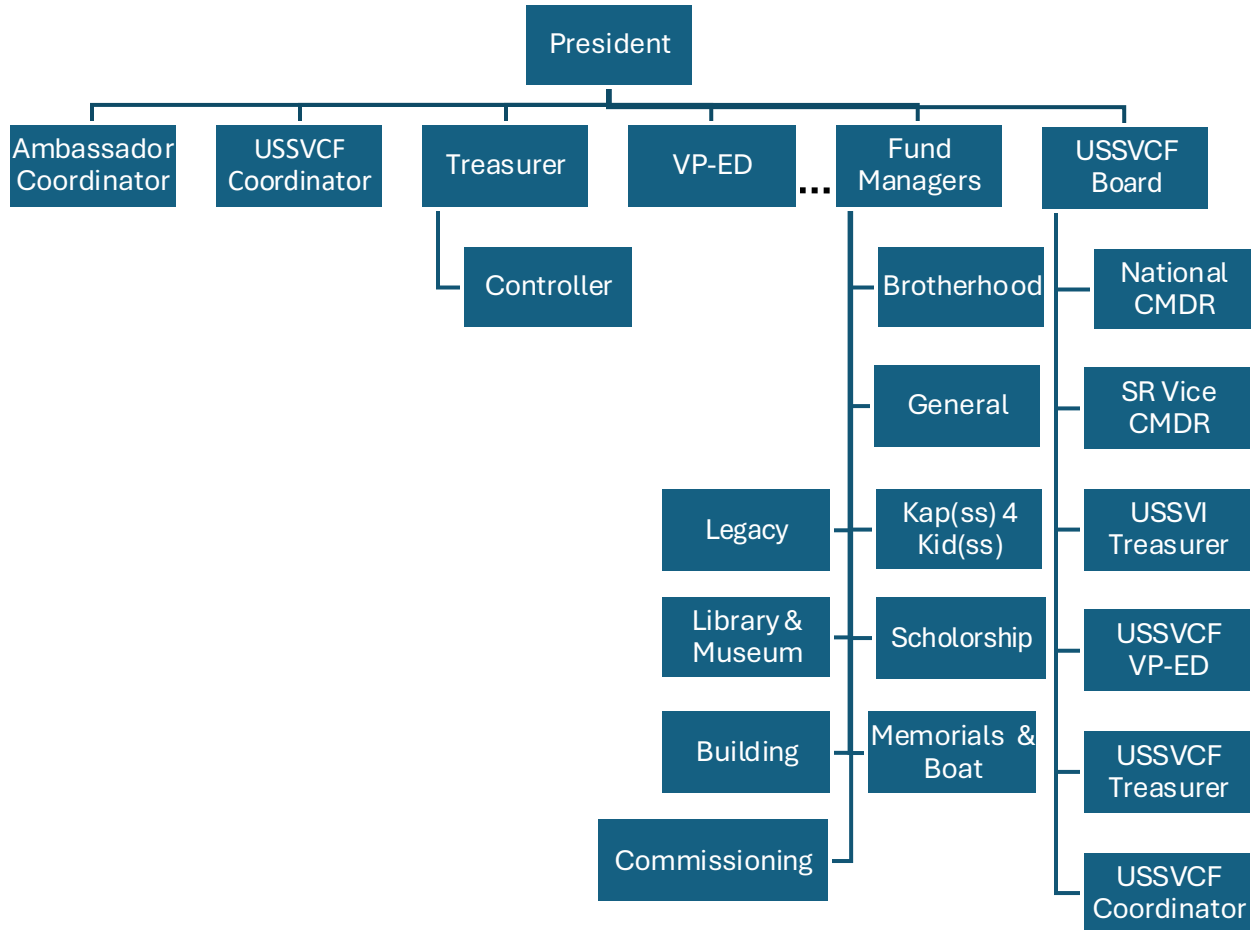 President
Ambassador
Coordinator
USSVCF
Coordinator
Treasurer
VP-ED
...
Fund
Managers
USSVCF
Board
Controller
Brotherhood
National
CMDR
General
SR Vice
CMDR
Legacy
Kap(ss) 4
Kid(ss)
USSVI
Treasurer
Library &
Museum
Scholorship
USSVCF
VP-ED
Building
Memorials &
Boat
USSVCF
Treasurer
Commissioning
USSVCF
Coordinator